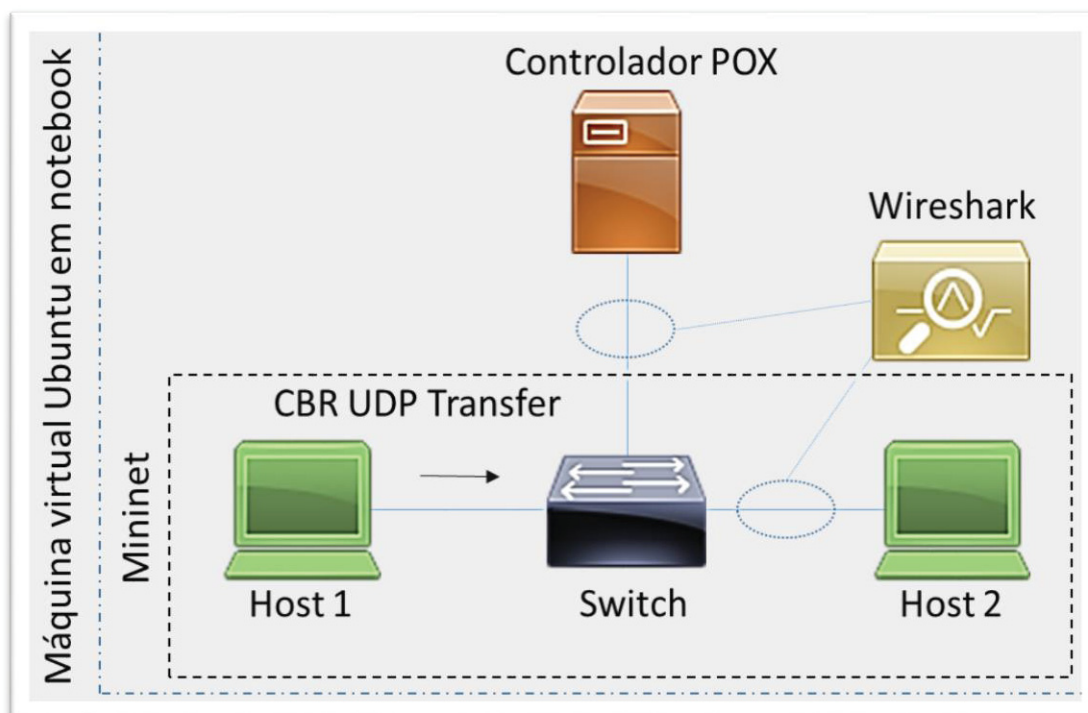 Máquina virtual Ubuntu em notebook
Controlador POX
Wireshark
Mininet
CBR UDP Transfer
Host 1
Switch
Host 2